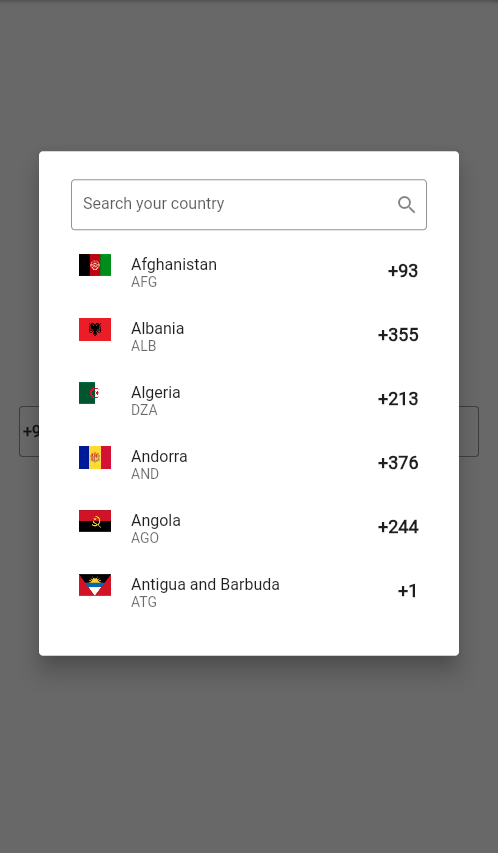 Search your country
Afghanistan
AFG
+93
Albania
ALB
+355
+9
Algeria
DZA
+213
Andorra
AND
+376
Angola
AGO
+244
Antigua and Barbuda
ATG
+1